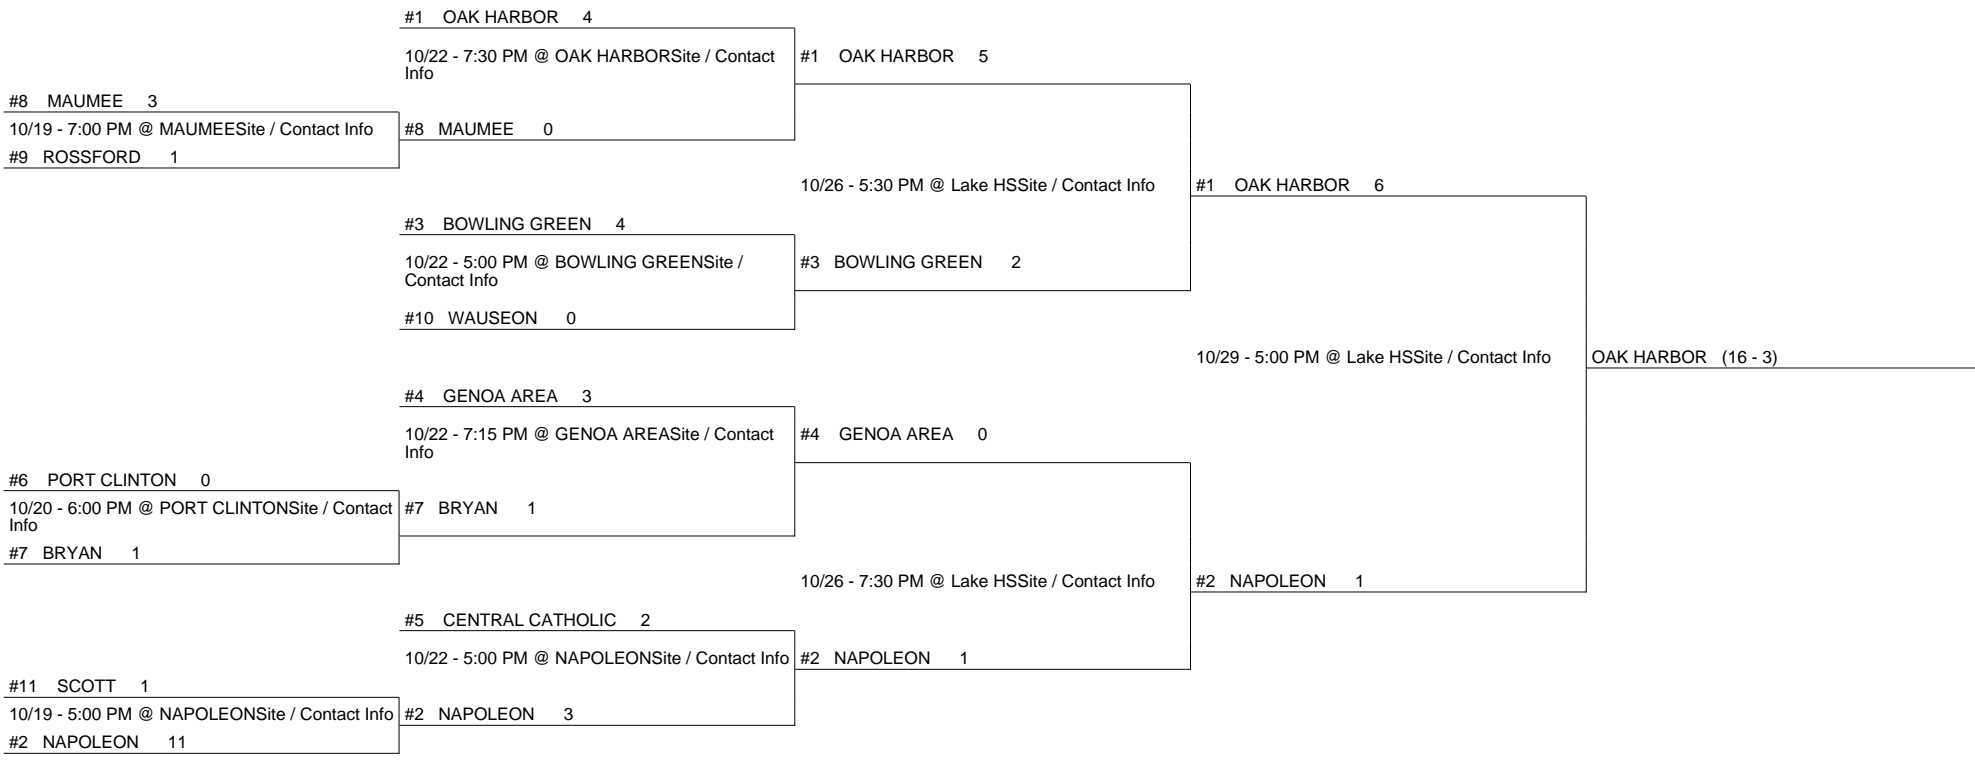 #1 OAK HARBOR 4
10/22 - 7:30 PM @ OAK HARBORSite / Contact
Info
#8 MAUMEE 3
10/19 - 7:00 PM @ MAUMEESite / Contact Info
#9 ROSSFORD 1
#8 MAUMEE 0
#1 OAK HARBOR 5
10/26 - 5:30 PM @ Lake HSSite / Contact Info
#3 BOWLING GREEN 4
10/22 - 5:00 PM @ BOWLING GREENSite /
Contact Info
#10 WAUSEON 0
#3 BOWLING GREEN 2
#1 OAK HARBOR 6
10/29 - 5:00 PM @ Lake HSSite / Contact Info
OAK HARBOR (16 - 3)
#4 GENOA AREA 3
10/22 - 7:15 PM @ GENOA AREASite / Contact
Info
#6 PORT CLINTON 0
10/20 - 6:00 PM @ PORT CLINTONSite / Contact
Info
#7 BRYAN 1
#7 BRYAN 1
#4 GENOA AREA 0
10/26 - 7:30 PM @ Lake HSSite / Contact Info
#2 NAPOLEON 1
#5 CENTRAL CATHOLIC 2
10/22 - 5:00 PM @ NAPOLEONSite / Contact Info
#2 NAPOLEON 1
#11 SCOTT 1
10/19 - 5:00 PM @ NAPOLEONSite / Contact Info
#2 NAPOLEON 11
#2 NAPOLEON 3